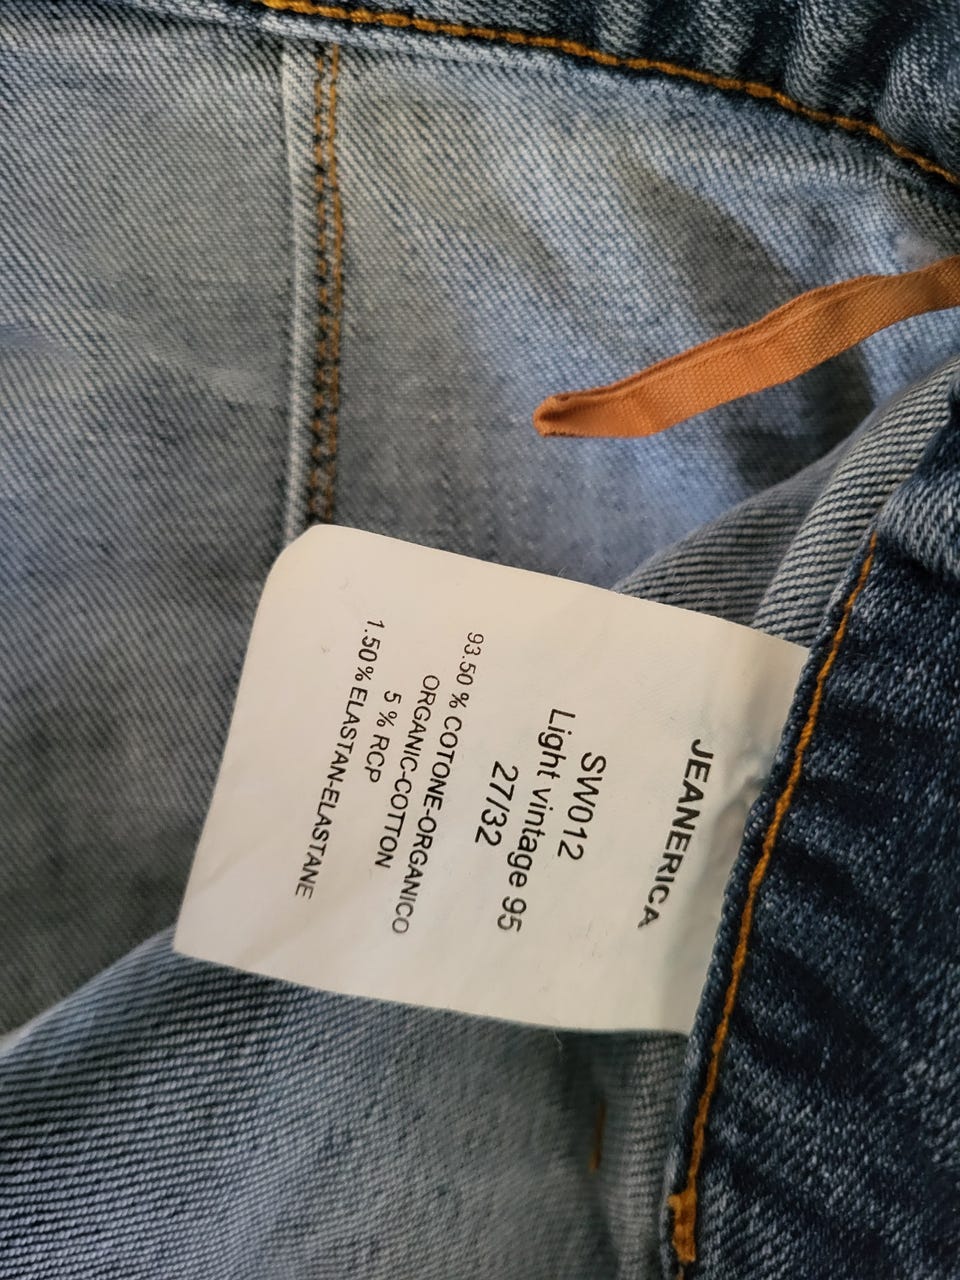 JEANERICA
SW012
Light vintage 95
27/32
93.50 % COTONE-ORGANICO
ORGANIC-COTTON
5 % RCP
1.50% ELASTAN-ELASTANE